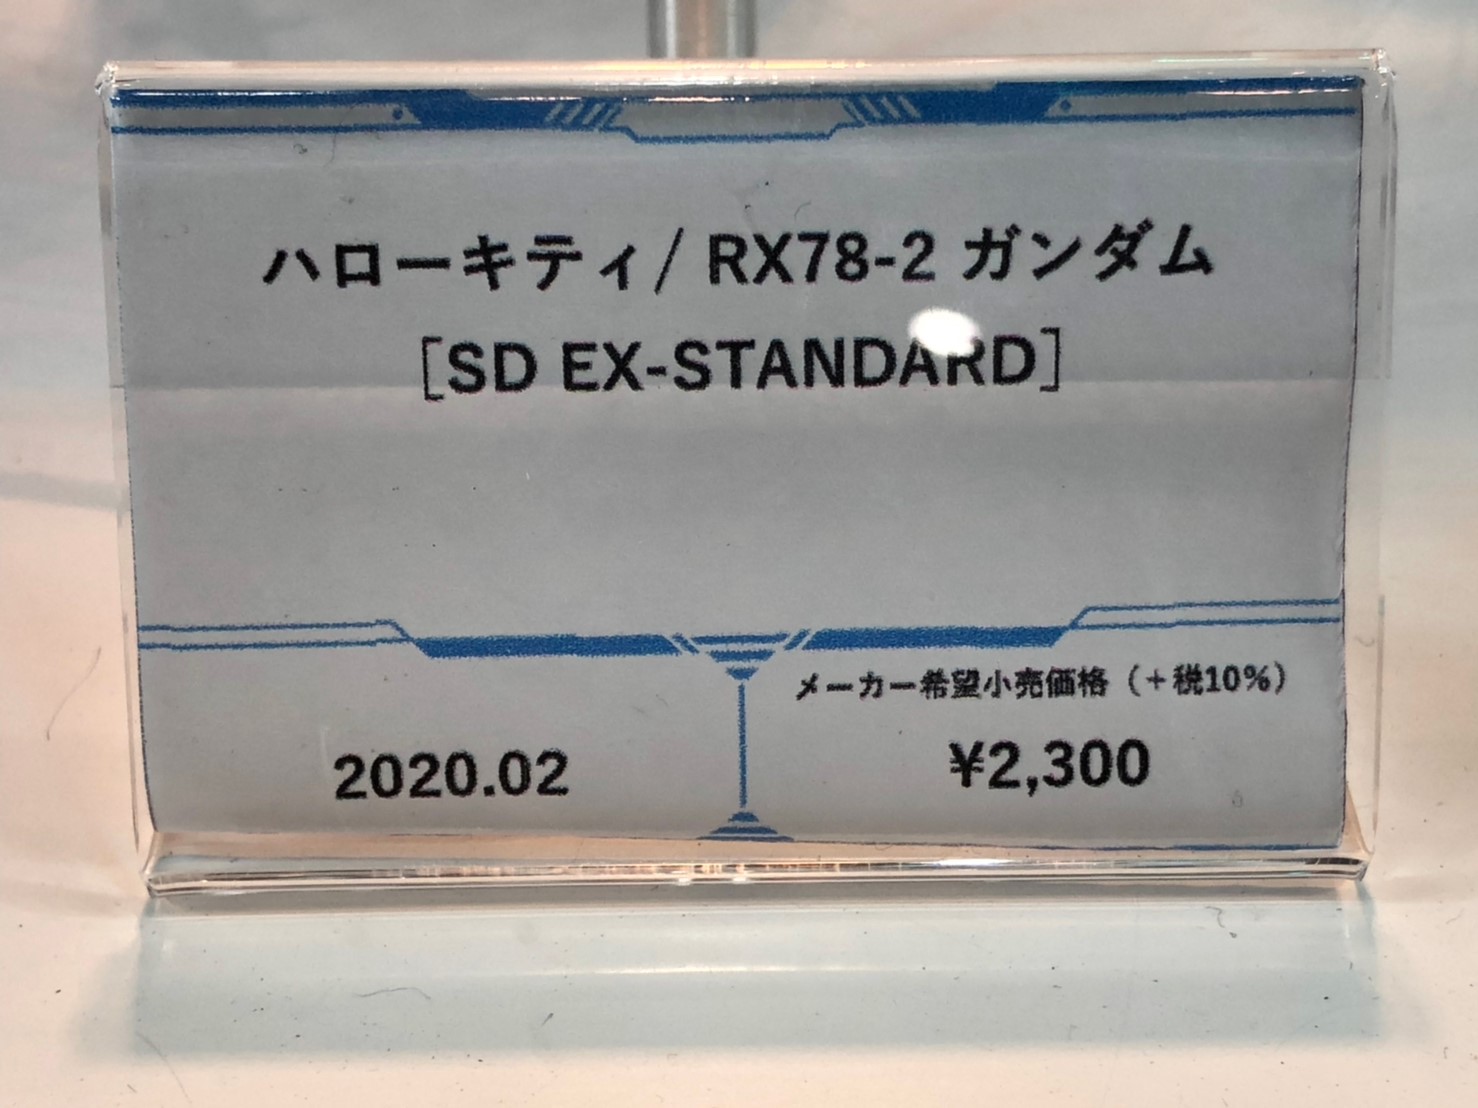 ハローキティ/ RX78-2 ガンダム
[SD EX-STANDARD]
メーカー希望小売価格（＋税10%）
2020.02
¥2,300